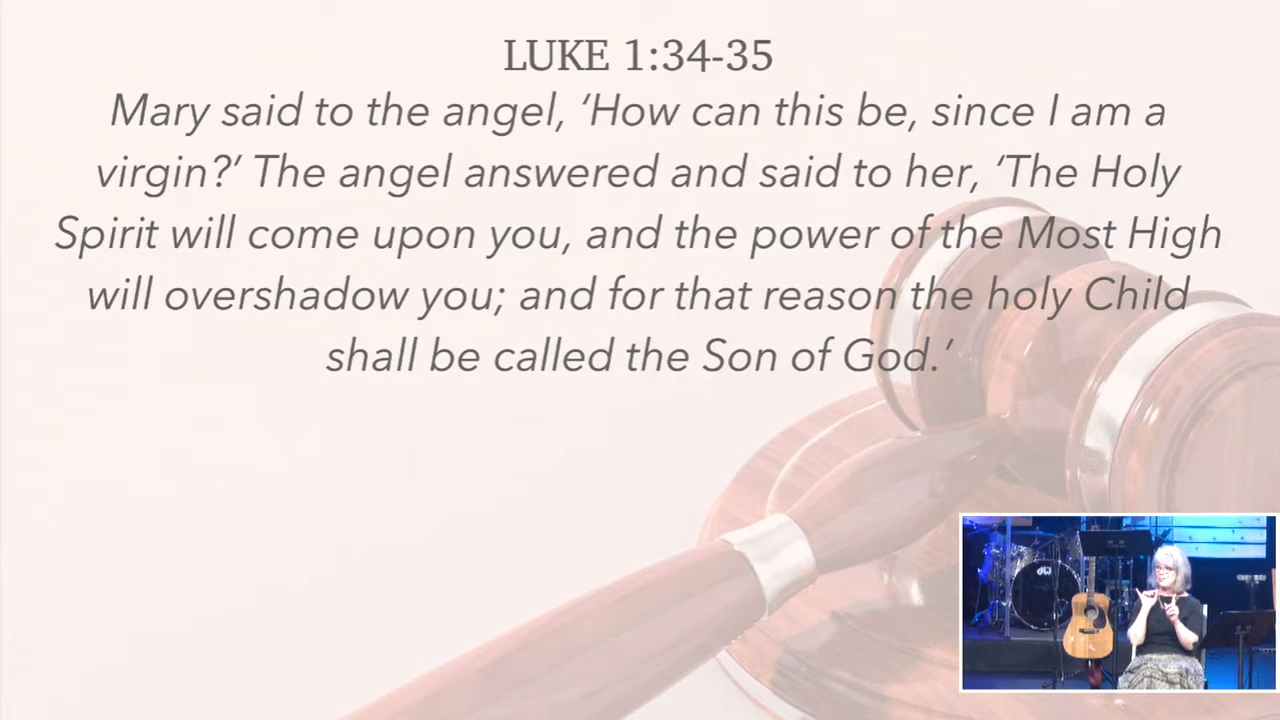 LUKE 1:34-35
Mary said to the angel, ‘How can this be, since I am a
virgin?’ The angel answered and said to her, ‘The Holy
Spirit will come upon you, and the power of the Most High
will overshadow you; and for that reason the holy Child
shall be called the Son of God.’
dw